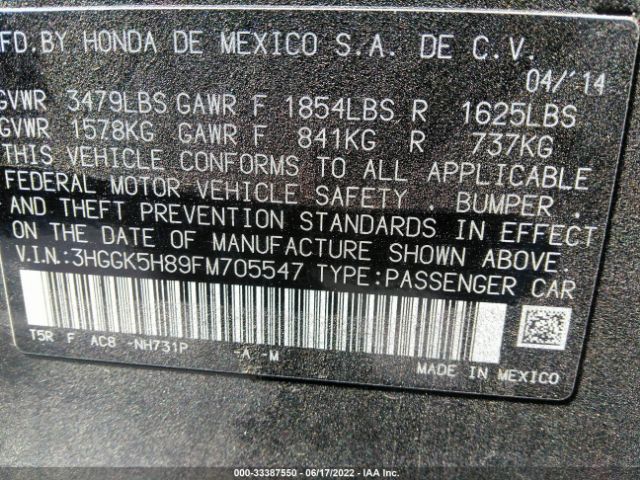 FD.BY HONDA DE MEXICO S.A. DE C.V.
04/'14
GVWR 3479LBS GAWR F 1854LBS R 1625LBS
GVWR 1578KG GAWR F 841KG R 737KG
THIS VEHICLE CONFORMS TO ALL APPLICABLE
FEDERAL MOTOR VEHICLE SAFETY , BUMPER ,
AND THEFT PREVENTION STANDARDS IN EFFECT
ON THE DATE OF MANUFACTURE SHOWN ABOVE.
V.I.N:3HGGK5H89FM705547 TYPE:PASSENGER CAR
T5R F AC8 -NH731P -A -M
MADE IN MEXICO
000-33387550 - 06/17/2022 - IAA Inc.